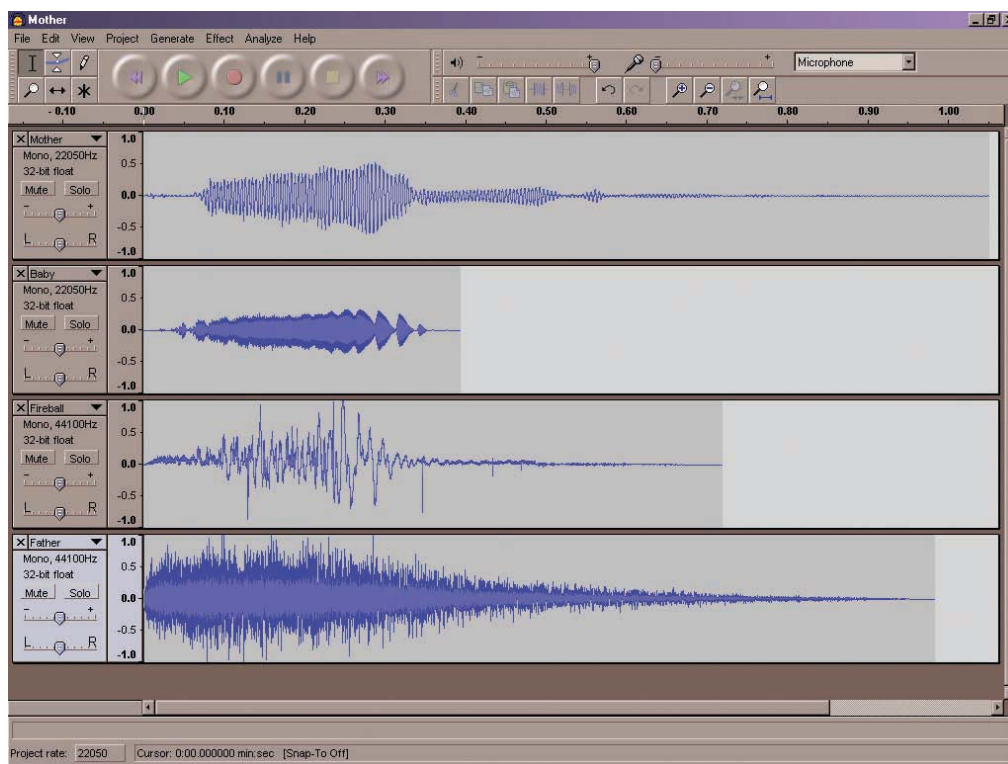 Mother
File Edit View Project Generate Effect Analyze Help
Microphone
- 0.10 0.00 0.10 0.20 0.30 0.40 0.50 0.60 0.70 0.80 0.90 1.00
Mother
Mono, 22050Hz
32-bit float
Mute Solo
- +
L R
1.0
0.5
0.0
-0.5
-1.0
Baby
Mono, 22050Hz
32-bit float
Mute Solo
- +
L R
1.0
0.5
0.0
-0.5
-1.0
Fireball
Mono, 44100Hz
32-bit float
Mute Solo
- +
L R
1.0
0.5
0.0
-0.5
-1.0
Father
Mono, 44100Hz
32-bit float
Mute Solo
- +
L R
1.0
0.5
0.0
-0.5
-1.0
Project rate: 22050 Cursor: 0:00.000000 min:sec [Snap-To Off]